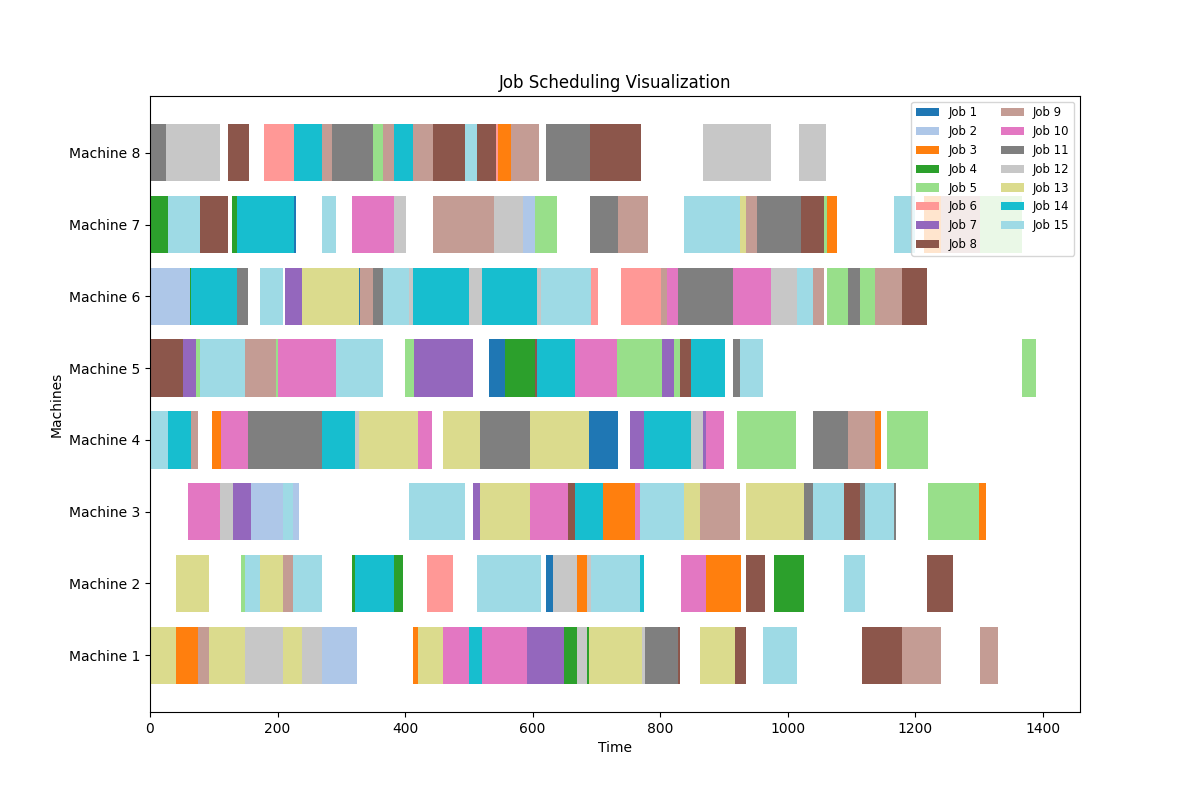 Job Scheduling Visualization
Machine 8
Machine 7
Machine 6
Machine 5
Machine 4
Machine 3
Machine 2
Machine 1
Machines
0 200 400 600 800 1000 1200 1400
Time
Job 1
Job 2
Job 3
Job 4
Job 5
Job 6
Job 7
Job 8
Job 9
Job 10
Job 11
Job 12
Job 13
Job 14
Job 15